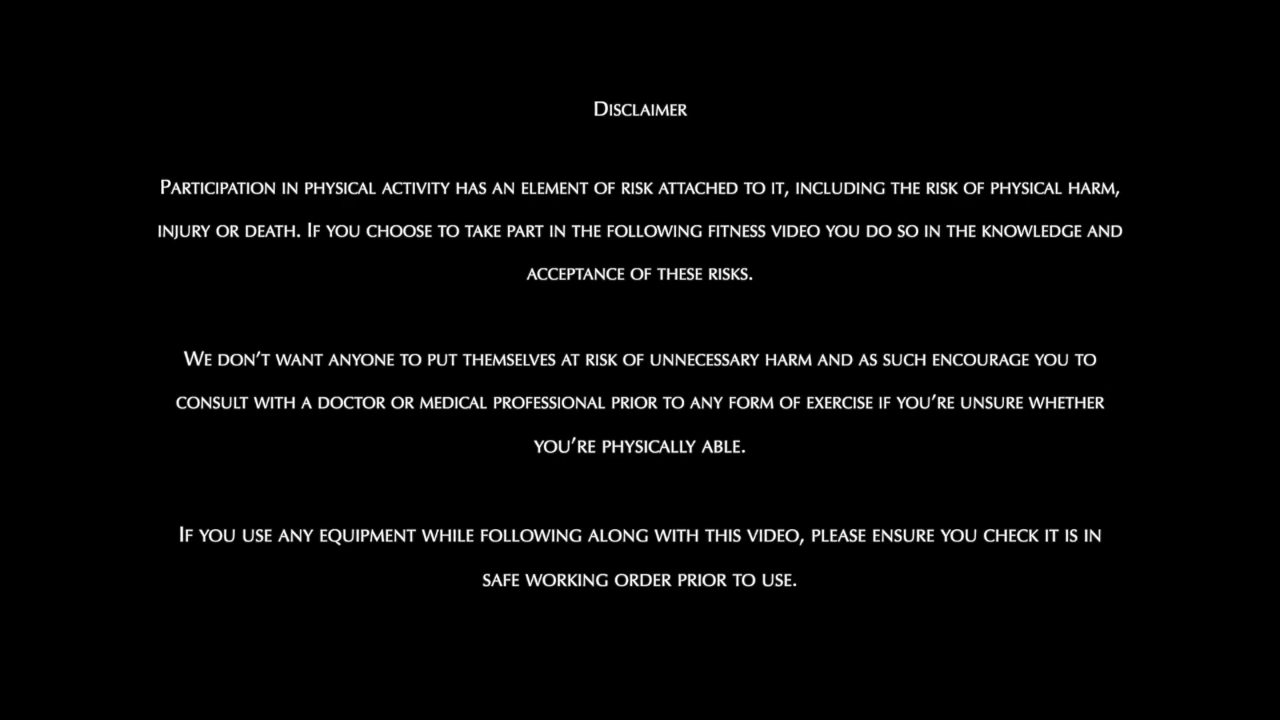 Disclaimer
Participation in physical activity has an element of risk attached to it, including the risk of physical harm,
injury or death. If you choose to take part in the following fitness video you do so in the knowledge and
acceptance of these risks.
We don't want anyone to put themselves at risk of unnecessary harm and as such encourage you to
consult with a doctor or medical professional prior to any form of exercise if you're unsure whether
you're physically able.
If you use any equipment while following along with this video, please ensure you check it is in
safe working order prior to use.